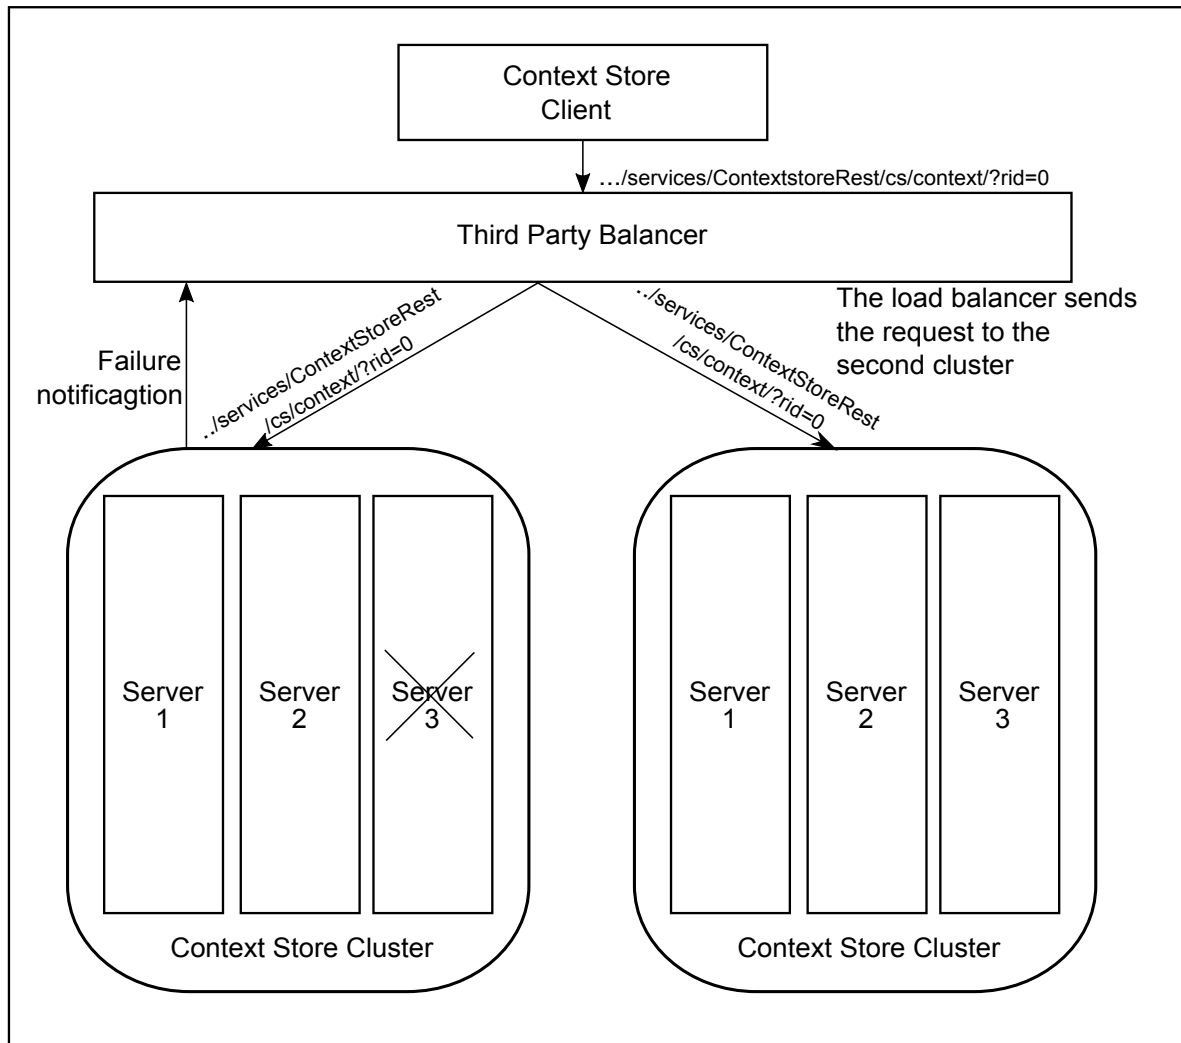 Context Store
Client
…/services/ContextstoreRest/cs/context/?rid=0
Third Party Balancer
Failure
notificagtion
../services/ContextStoreRest
/cs/context/?rid=0
../services/ContextStoreRest
/cs/context/?rid=0
The load balancer sends
the request to the
second cluster
Server
1
Server
2
Server
3
Context Store Cluster
Server
1
Server
2
Server
3
Context Store Cluster